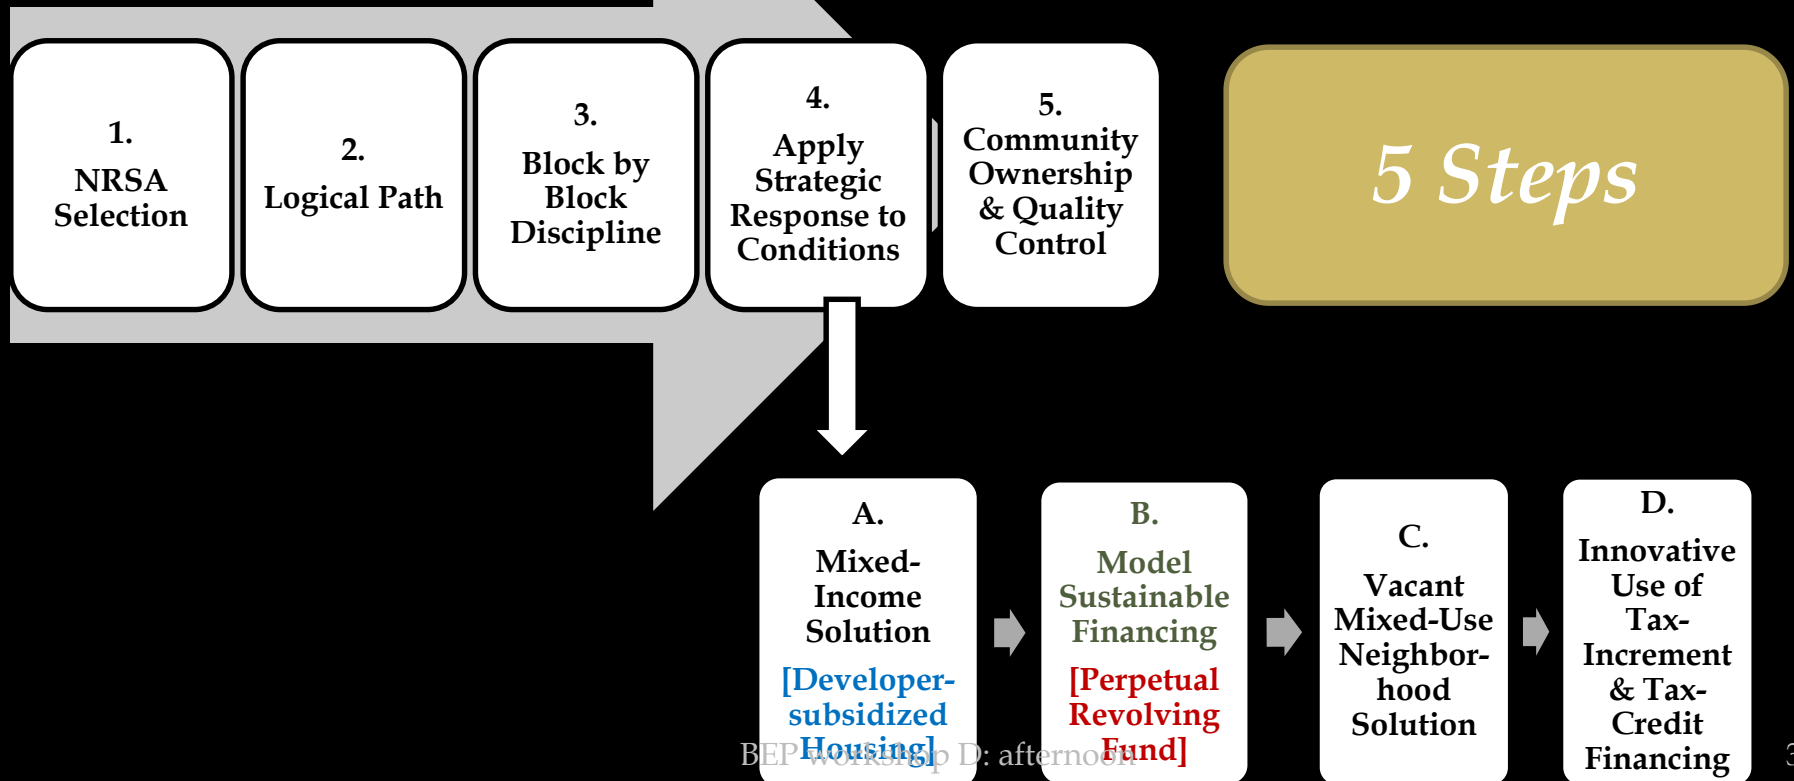 1.
NRSA
Selection
2.
Logical Path
3.
Block by
Block
Discipline
4.
Apply
Strategic
Response to
Conditions
5.
Community
Ownership
& Quality
Control
5 Steps
A.
Mixed-
Income
Solution
[Developer-
subsidized
Housing]
B.
Model
Sustainable
Financing
[Perpetual
Revolving
Fund]
C.
Vacant
Mixed-Use
Neighbor-
hood
Solution
D.
Innovative
Use of
Tax-
Increment
& Tax-
Credit
Financing
BEP workshop D: afternoon